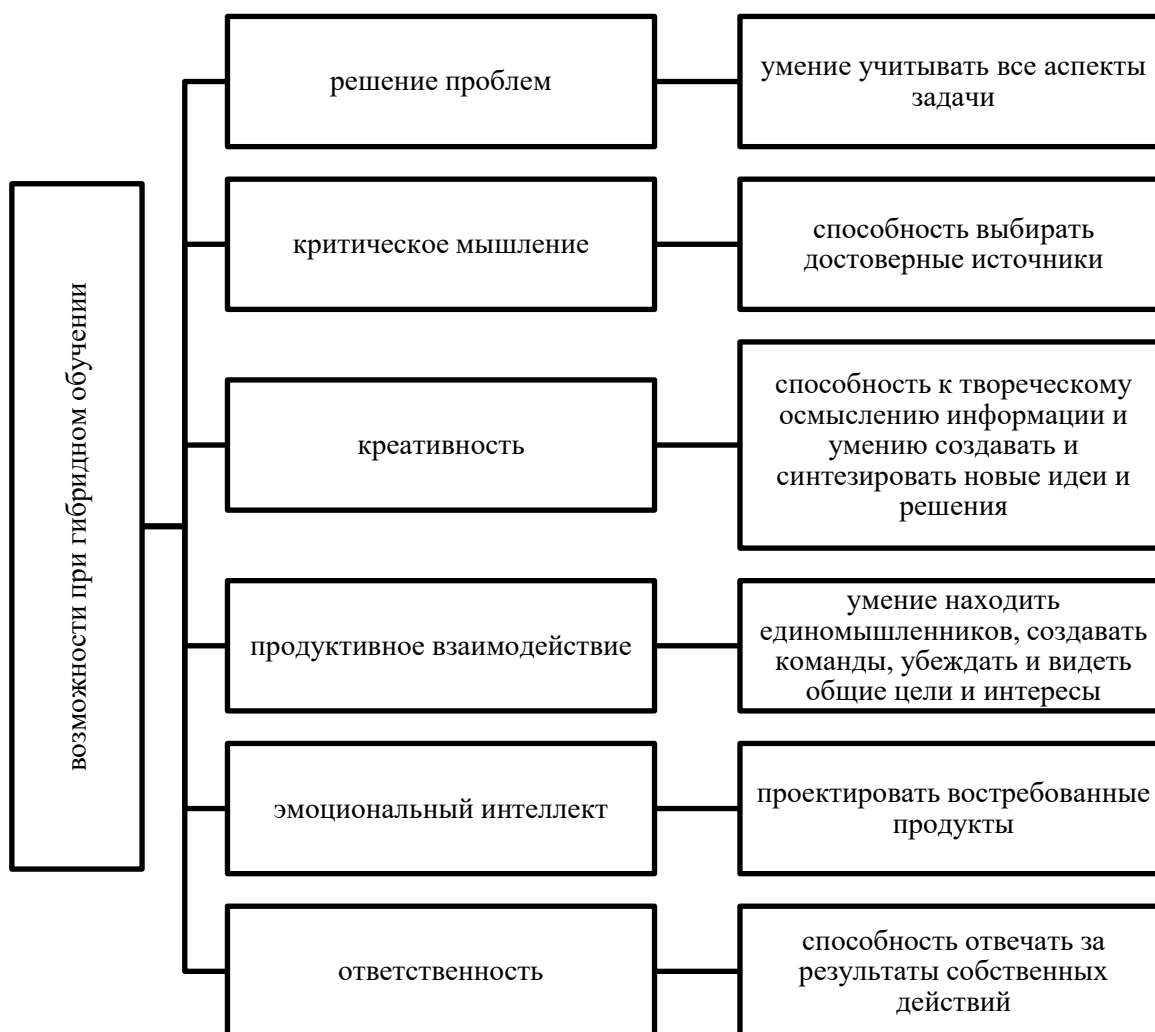 возможности при гибридном обучении
решение проблем
умение учитывать все аспекты
задачи
критическое мышление
способность выбирать
достоверные источники
креативность
способность к твореческому
осмыслению информации и
умению создавать и
синтезировать новые идеи и
решения
продуктивное взаимодействие
умение находить
единомышленников, создавать
команды, убеждать и видеть
общие цели и интересы
эмоциональный интеллект
проектировать востребованные
продукты
ответственность
способность отвечать за
результаты собственных
действий